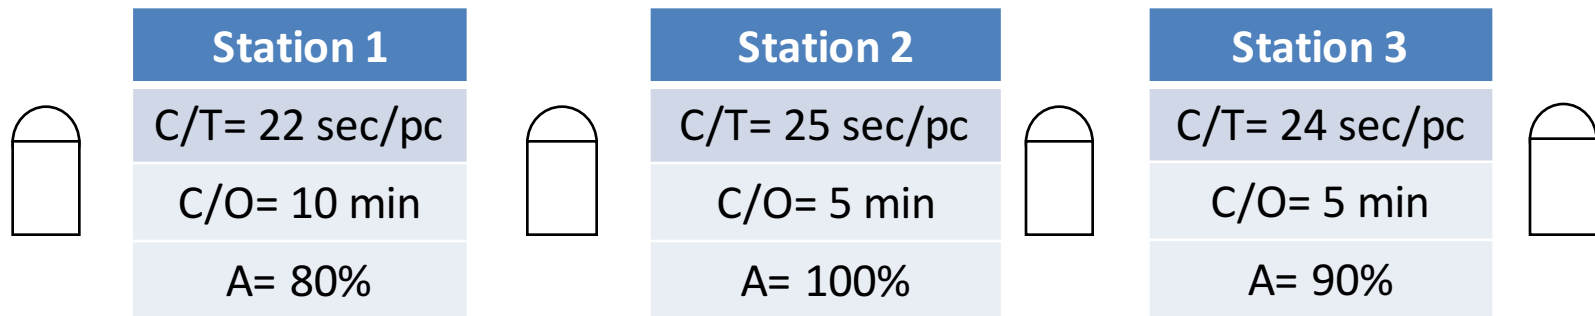 Station 1
C/T= 22 sec/pc
C/O= 10 min
A= 80%
Station 2
C/T= 25 sec/pc
C/O= 5 min
A= 100%
Station 3
C/T= 24 sec/pc
C/O= 5 min
A= 90%